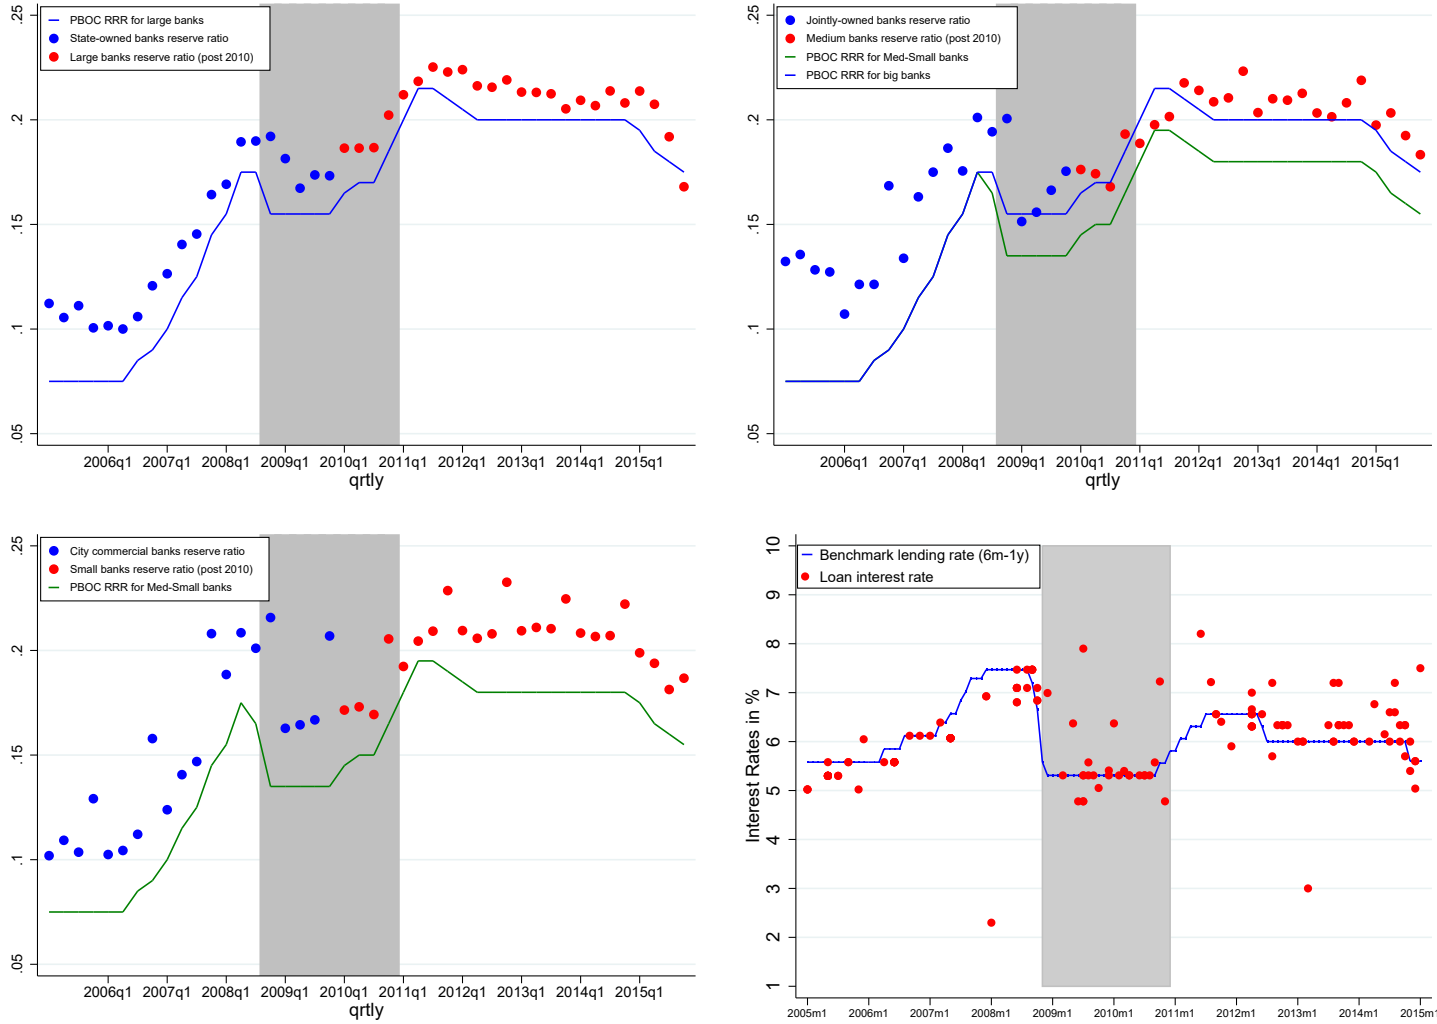 PBOC RRR for large banks
State-owned banks reserve ratio
Large banks reserve ratio (post 2010)
.25
.2
.15
.1
.05
2006q1 2007q1 2008q1 2009q1 2010q1 2011q1 2012q1 2013q1 2014q1 2015q1
qrtly
Jointly-owned banks reserve ratio
Medium banks reserve ratio (post 2010)
PBOC RRR for Med-Small banks
PBOC RRR for big banks
.25
.2
.15
.1
.05
2006q1 2007q1 2008q1 2009q1 2010q1 2011q1 2012q1 2013q1 2014q1 2015q1
qrtly
City commercial banks reserve ratio
Small banks reserve ratio (post 2010)
PBOC RRR for Med-Small banks
.25
.2
.15
.1
.05
2006q1 2007q1 2008q1 2009q1 2010q1 2011q1 2012q1 2013q1 2014q1 2015q1
qrtly
Benchmark lending rate (6m-1y)
Loan interest rate
Interest Rates in %
10
9
8
7
6
5
4
3
2
1
2005m1 2006m1 2007m1 2008m1 2009m1 2010m1 2011m1 2012m1 2013m1 2014m1 2015m1